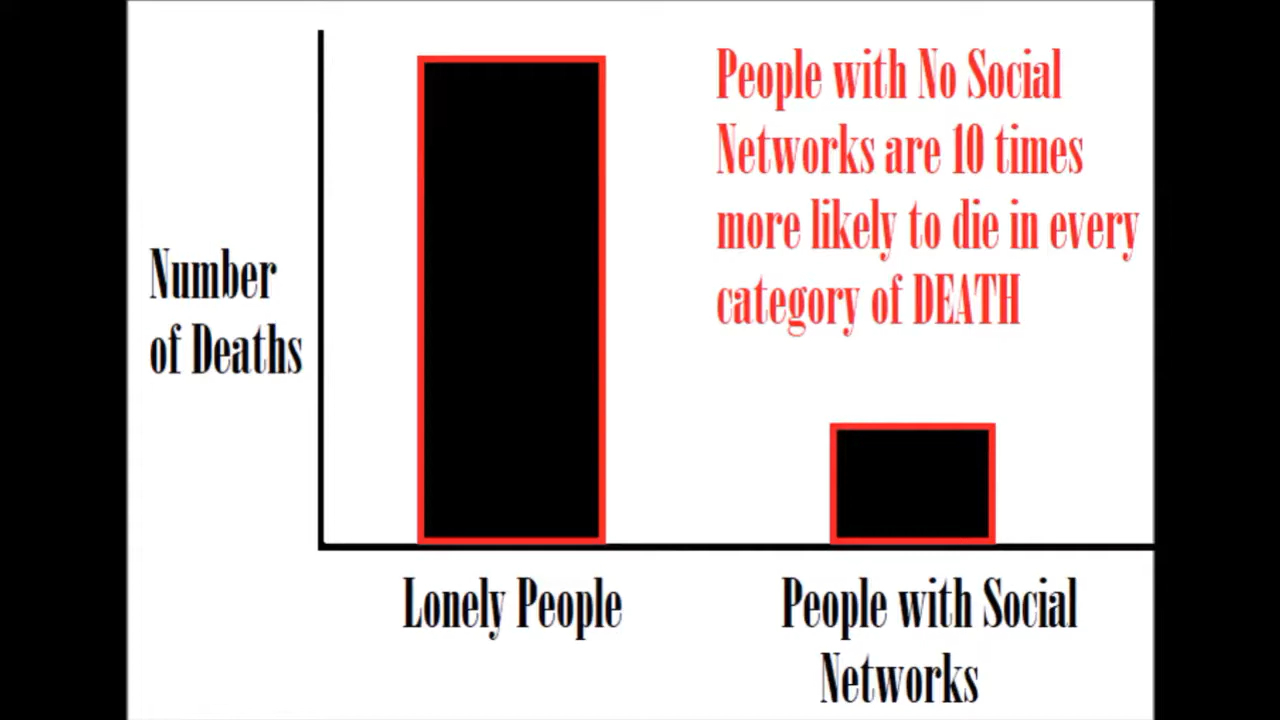 People with No Social
Networks are 10 times
more likely to die in every
category of DEATH
Number
of Deaths
Lonely People
People with Social
Networks